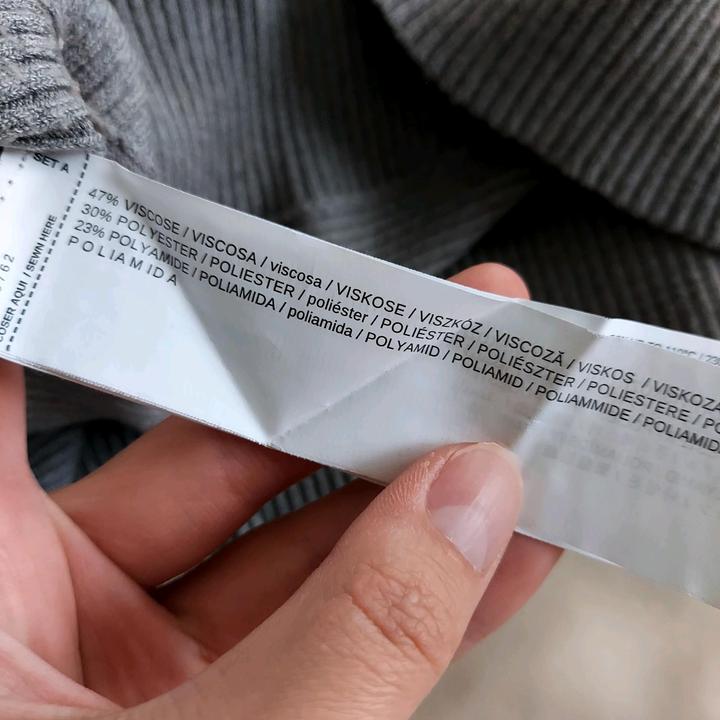 SET A
COSER AQUI / SEWN HERE
47% VISCOSE / VISCOSA / viscosa / VISKOSE / VISZKÓZ / VISCOZĂ / VISKOS / VISKOZA
30% POLYESTER / POLIESTER / poliéster / POLIÉSTER / POLIÉSZTER / POLIESTERE /
23% POLYAMIDE / POLIAMIDA / poliamida / POLYAMID / POLIAMID / POLIAMMIDE / POLIAMID
POLIAMIDA